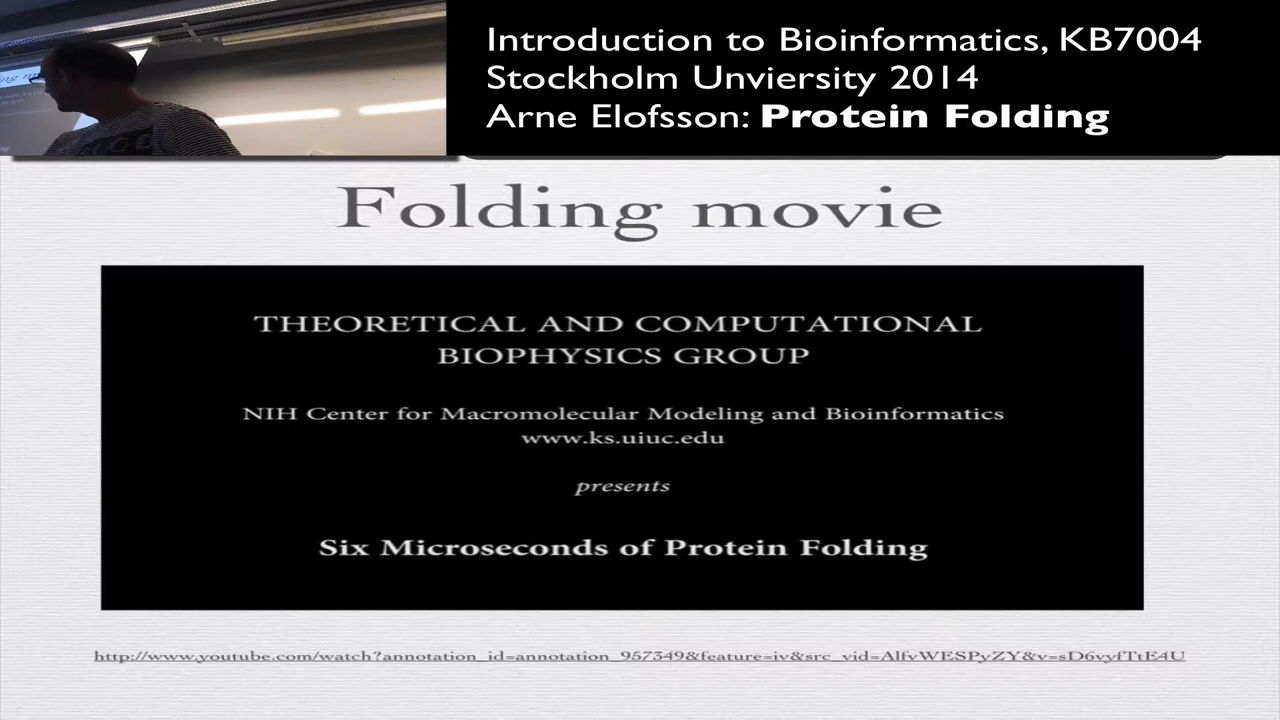 Introduction to Bioinformatics, KB7004
Stockholm Unviersity 2014
Arne Elofsson: Protein Folding
Folding movie
THEORETICAL AND COMPUTATIONAL
BIOPHYSICS GROUP
NIH Center for Macromolecular Modeling and Bioinformatics
www.ks.uiuc.edu
presents
Six Microseconds of Protein Folding
http://www.youtube.com/watch?annotation_id=annotation_957349&feature=iv&src_vid=AlfvWESPyZY&v=sD6vyfTtE4U